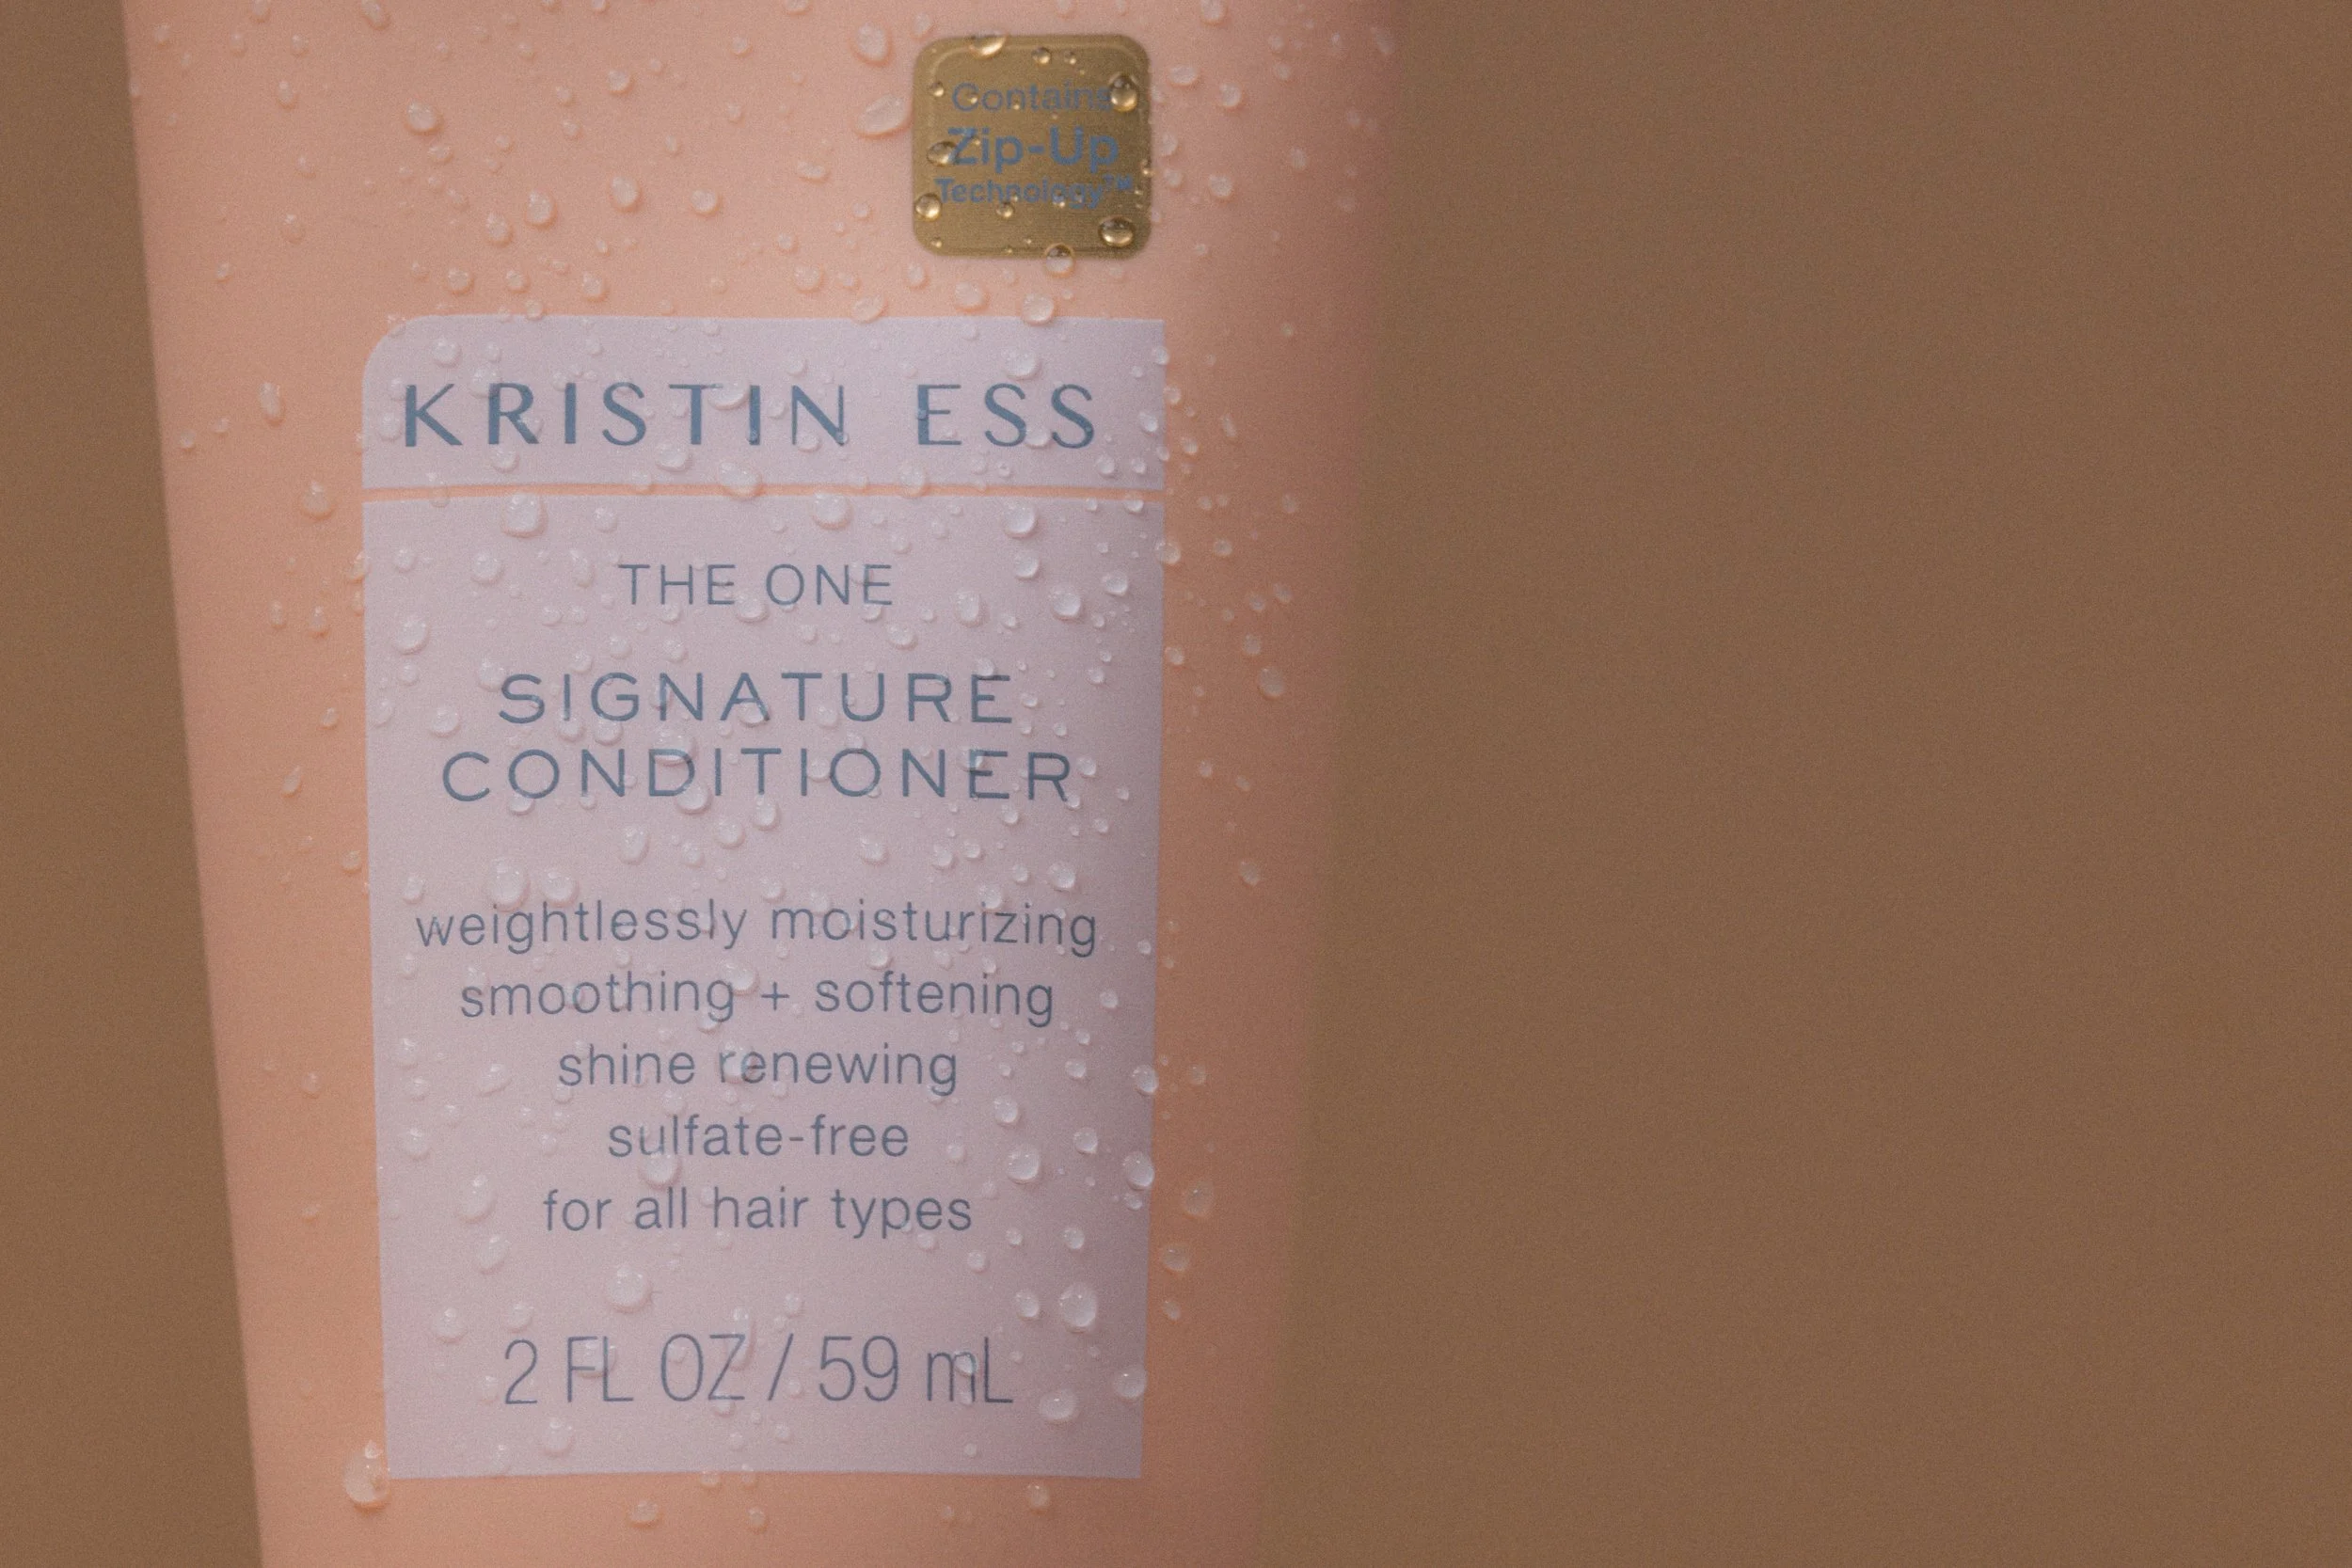 Contains
Zip-Up
Technology™
KRISTIN ESS
THE ONE
SIGNATURE
CONDITIONER
weightlessly moisturizing
smoothing + softening
shine renewing
sulfate-free
for all hair types
2 FL OZ / 59 mL